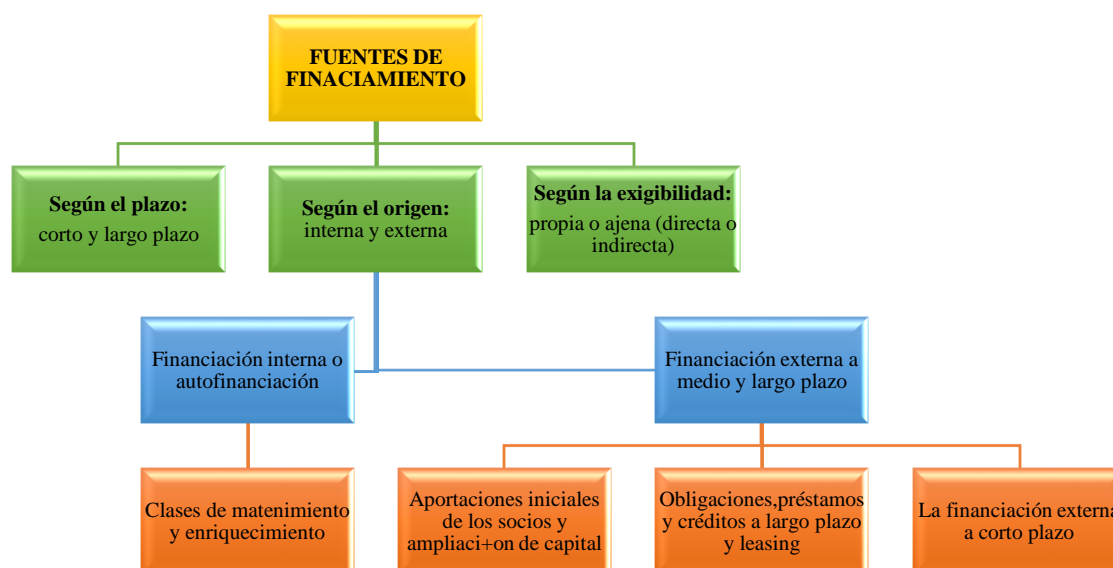 FUENTES DE
FINACIAMIENTO
Según el plazo:
corto y largo plazo
Según el origen:
interna y externa
Según la exigibilidad:
propia o ajena (directa o
indirecta)
Financiación interna o
autofinanciación
Financiación externa a
medio y largo plazo
Clases de matenimiento
y enriquecimiento
Aportaciones iniciales
de los socios y
ampliaci+on de capital
Obligaciones,préstamos
y créditos a largo plazo
y leasing
La financiación externa
a corto plazo